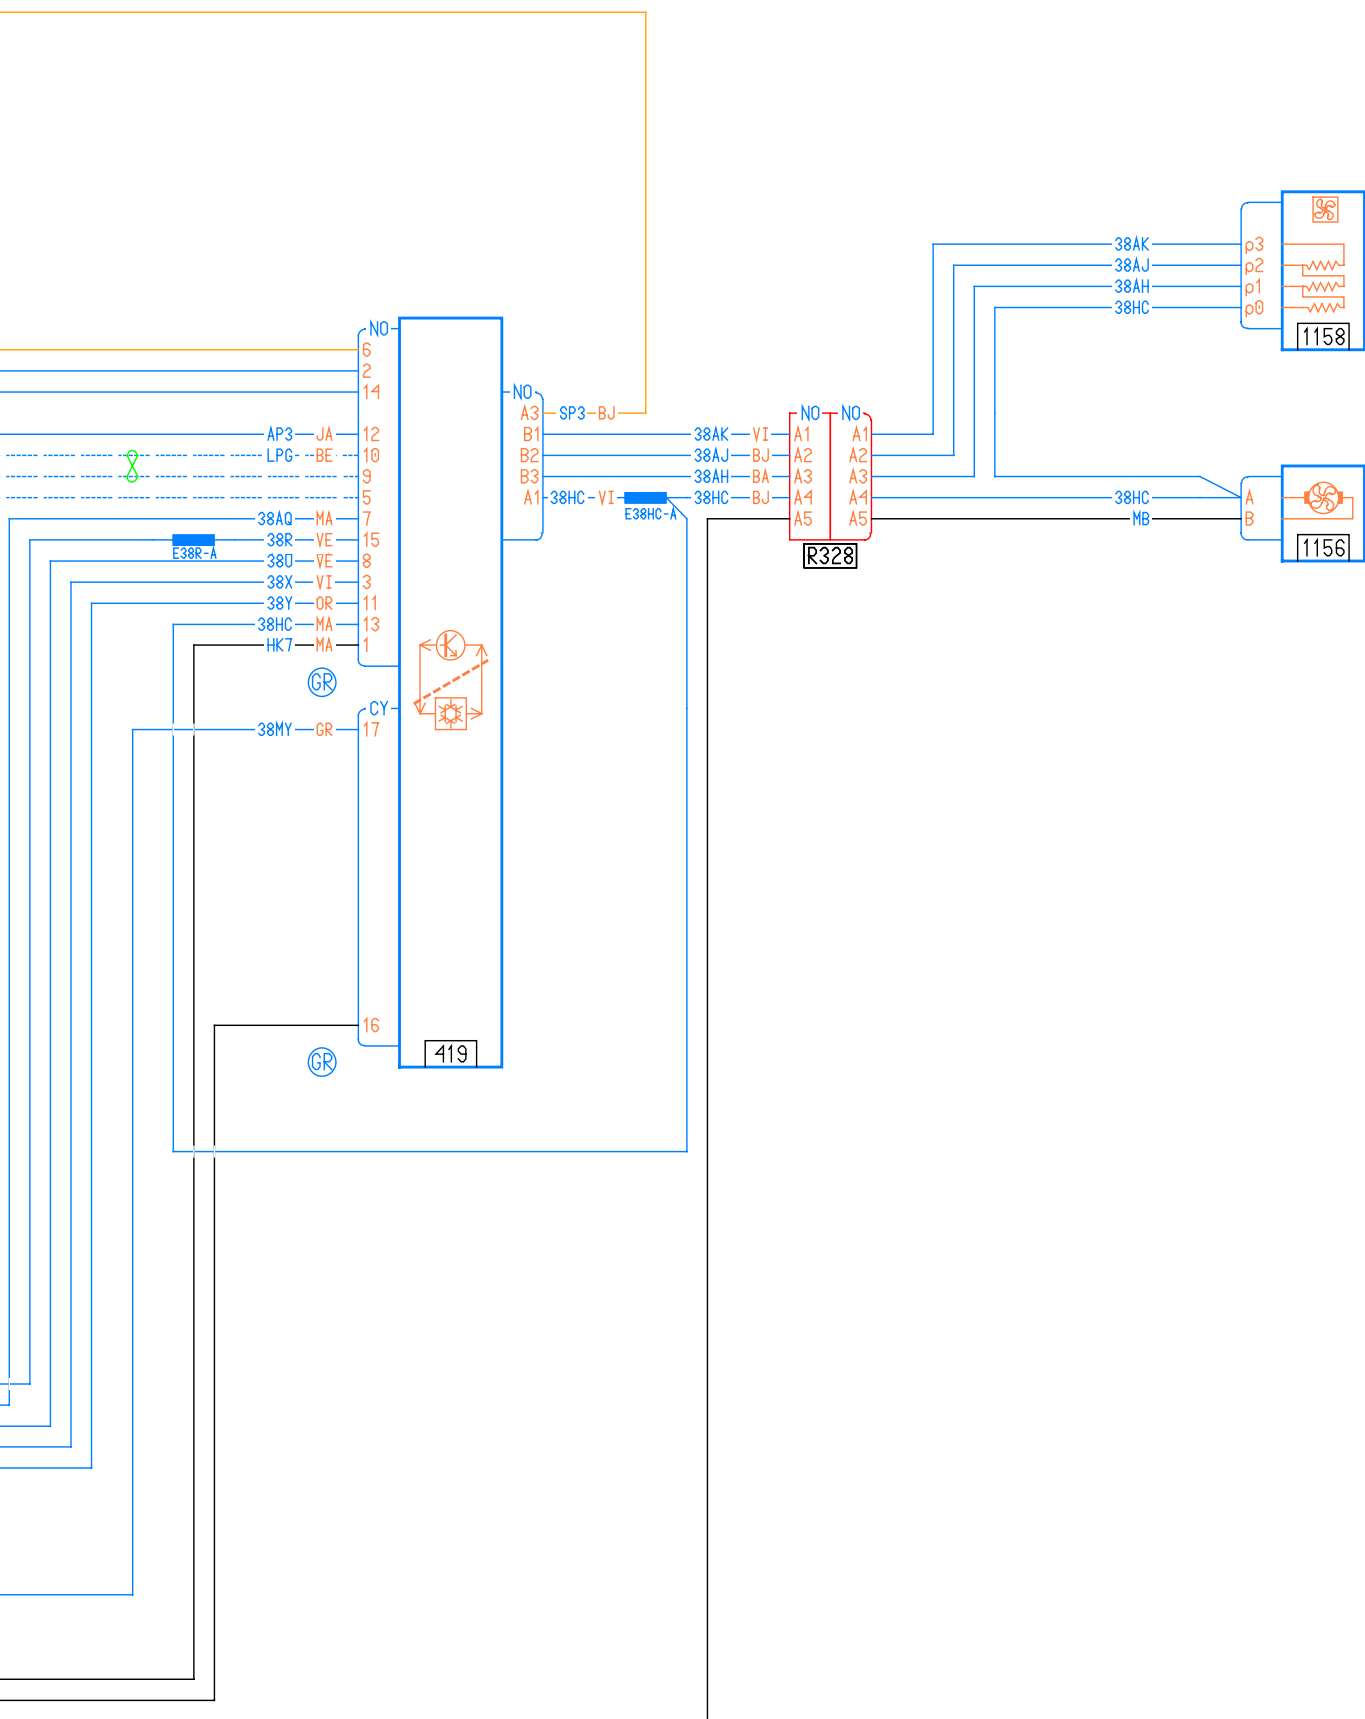 38AK p3
38AJ p2
38AH p1
38HC p0
1158
NO
6
2
14
NO
A3 SP3 BJ
NO NO
AP3 JA 12
B1 38AK VI A1 A1
LPG BE 10
B2 38AJ BJ A2 A2
9
B3 38AH BA A3 A3
5
A1 38HC VI 38HC BJ A4 A4 38HC A
E38HC-A
38AQ MA 7
A5 A5 MB B
38R VE 15
E38R-A
R328
1156
38U VE 8
38X VI 3
38Y OR 11
38HC MA 13
HK7 MA 1
GR
CY
38MY GR 17
16
GR
419